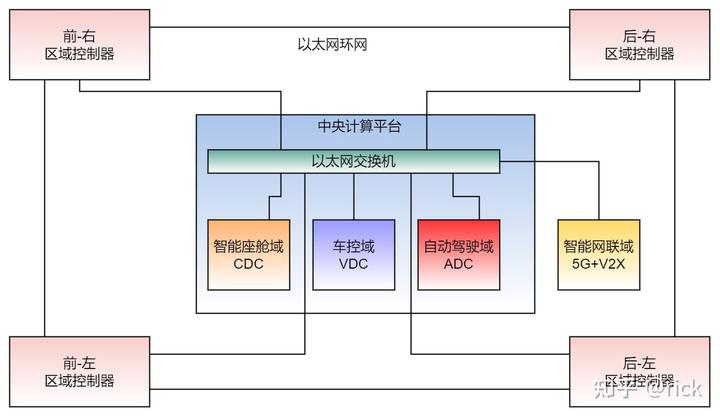 前-右
区域控制器
以太网环网
后-右
区域控制器
中央计算平台
以太网交换机
智能座舱域
CDC
车控域
VDC
自动驾驶域
ADC
智能网联域
5G+V2X
前-左
区域控制器
后-左
区域控制器
知乎 @rick